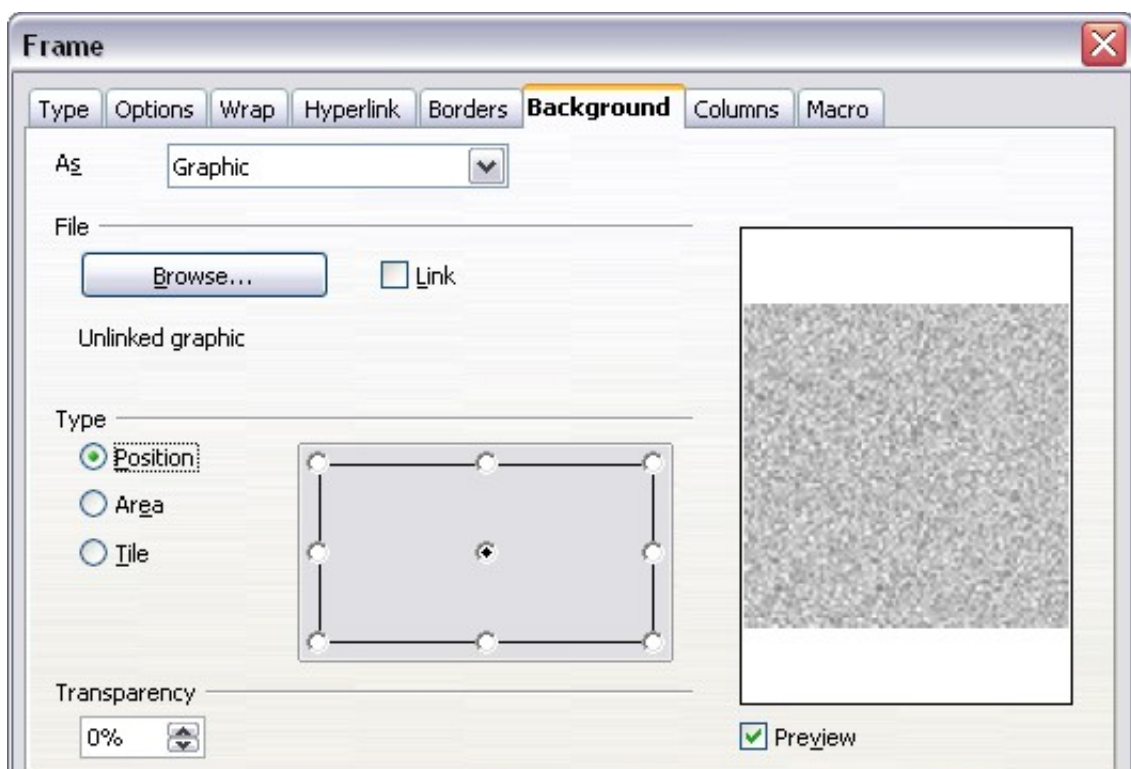 Frame
Type Options Wrap Hyperlink Borders Background Columns Macro
As Graphic
File
Browse... Link
Unlinked graphic
Type
Position
Area
Tile
Transparency
0% Preview